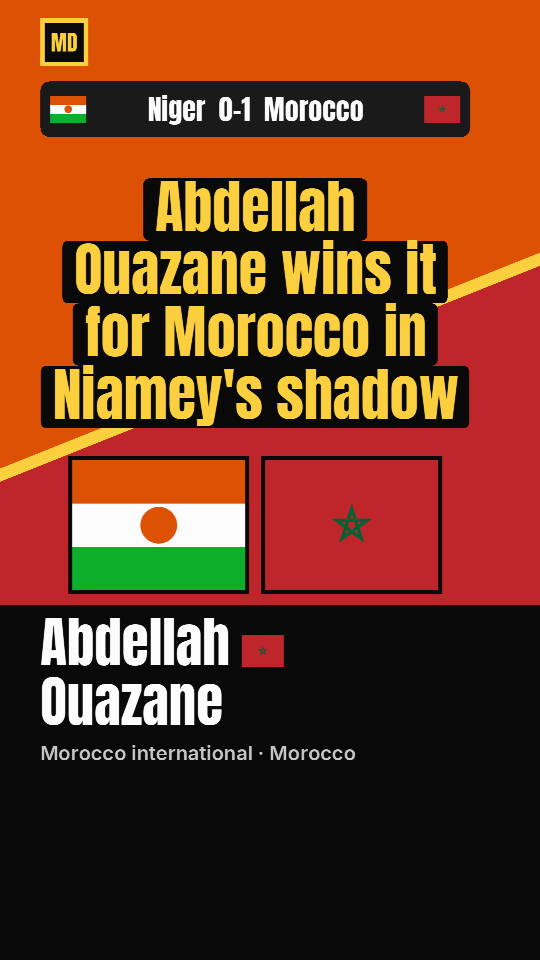 MD
Niger 0-1 Morocco
Abdellah
Ouazane wins it
for Morocco in
Niamey's shadow
Abdellah
Ouazane
Morocco international · Morocco